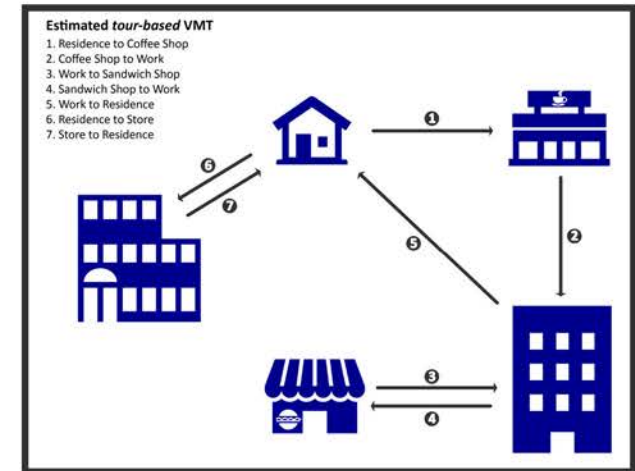 Estimated tour-based VMT
1. Residence to Coffee Shop
2. Coffee Shop to Work
3. Work to Sandwich Shop
4. Sandwich Shop to Work
5. Work to Residence
6. Residence to Store
7. Store to Residence
1
6
7
5
2
3
4